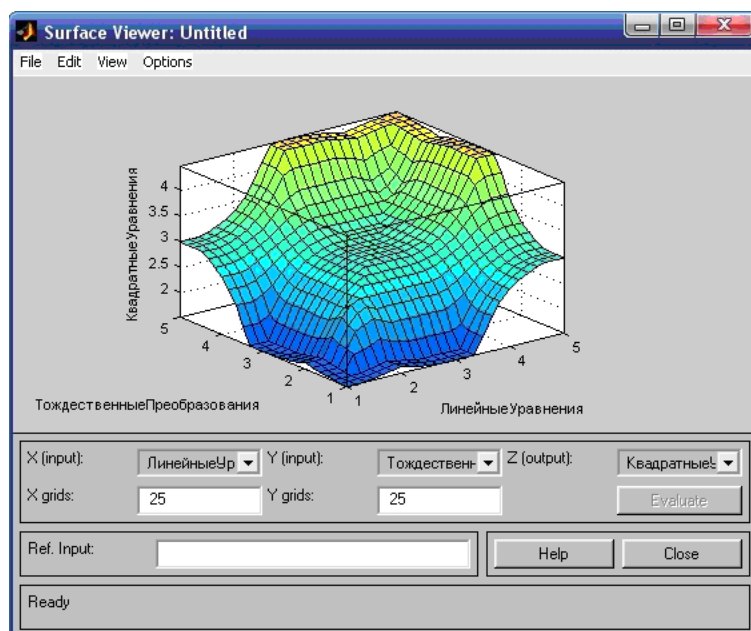 Surface Viewer: Untitled
File Edit View Options
КвадратныеУравнения
4
3.5
3
2.5
2
5
4
3
2
1
1
2
3
4
5
ТождественныеПреобразования
ЛинейныеУравнения
X (input): ЛинейныеУр Y (input): Тождественн Z (output): КвадратныеУ
X grids: 25 Y grids: 25 Evaluate
Ref. Input: Help Close
Ready